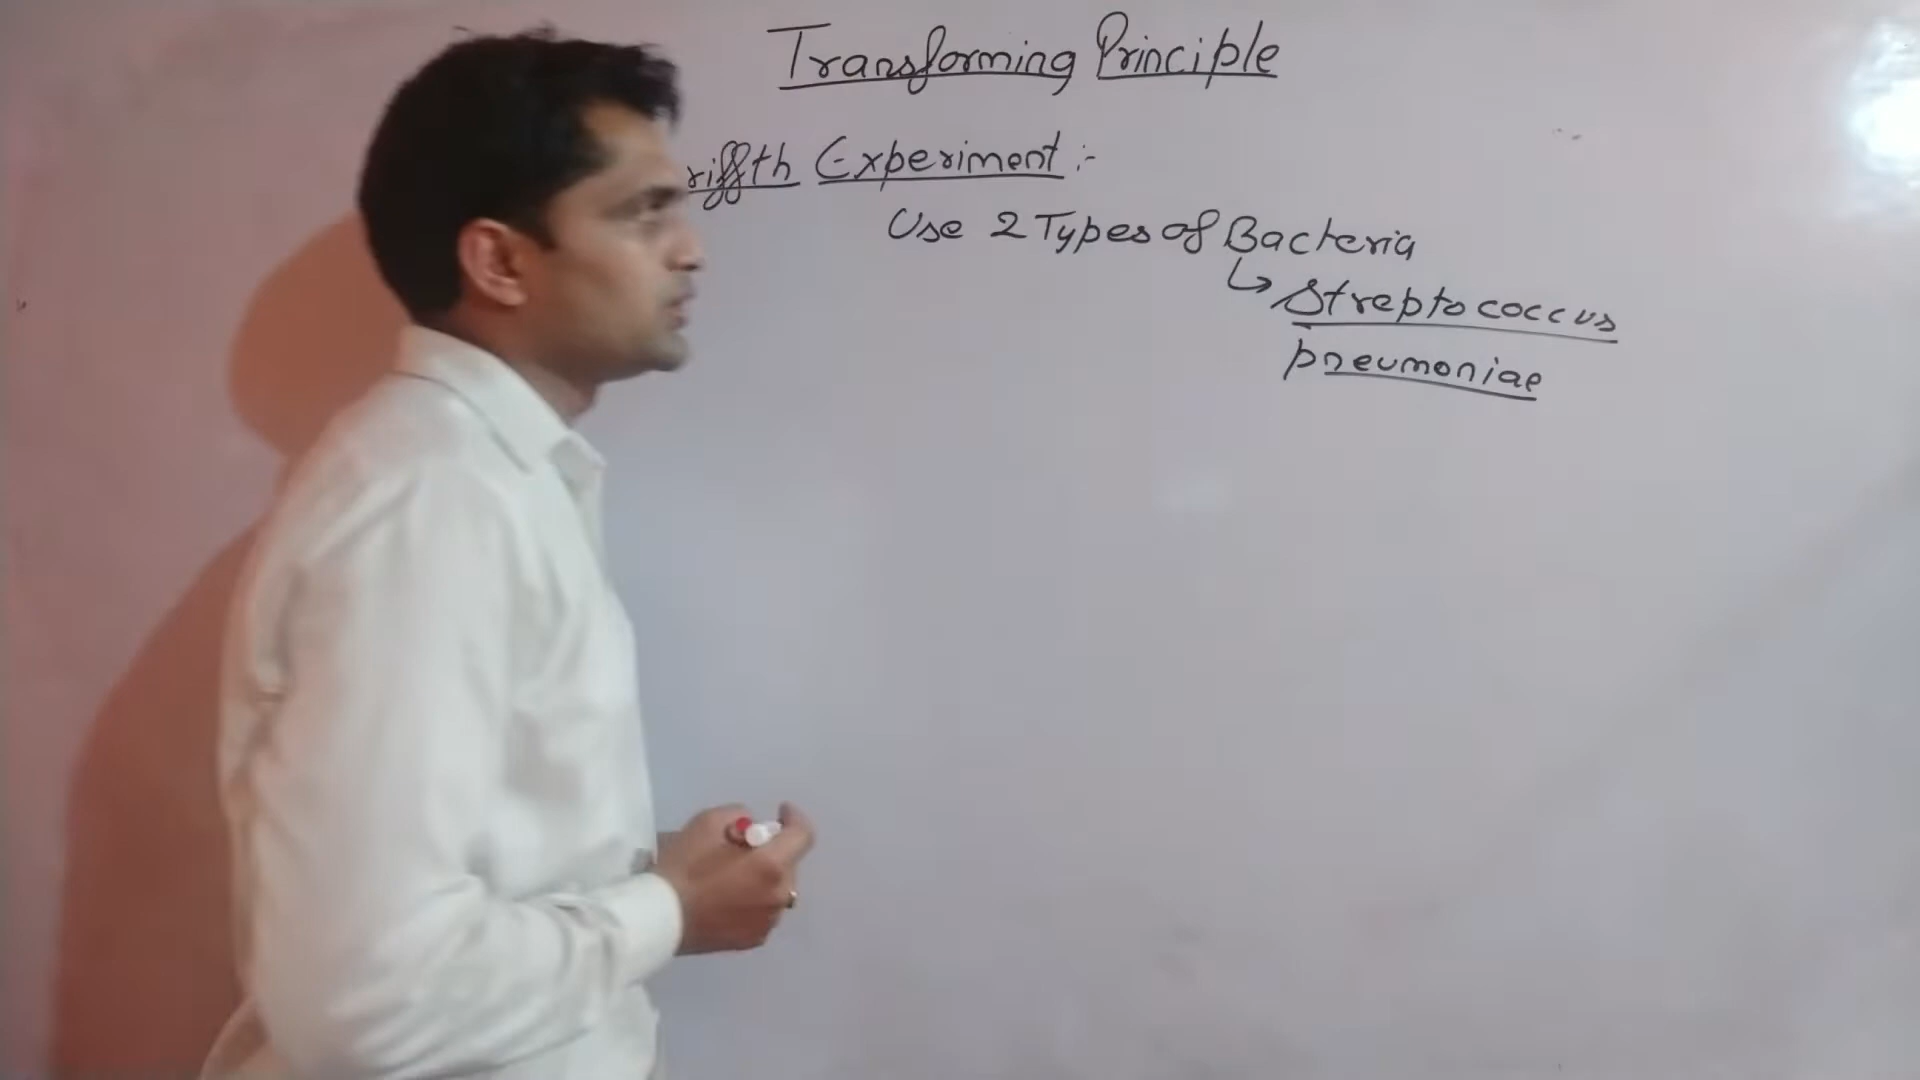 Transforming Principle
riffth Experiment :-
Use 2 Types of Bacteria
↳ Streptococcus
pneumoniae